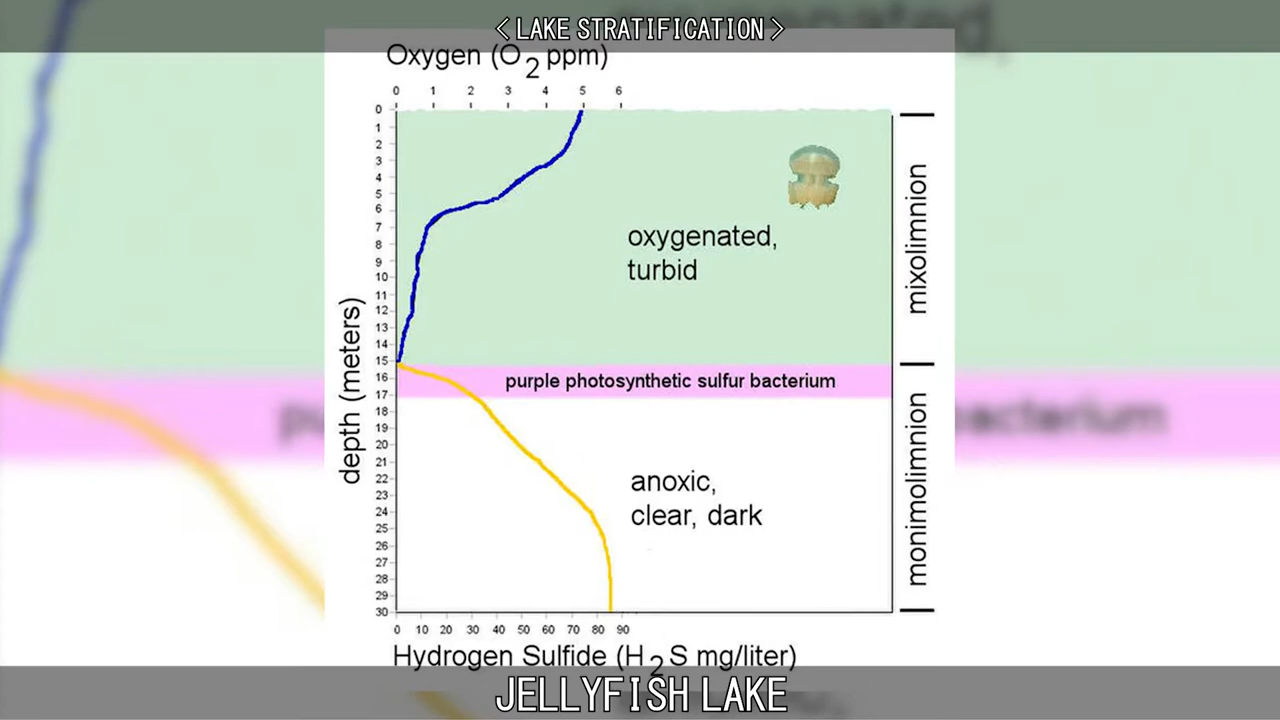 < LAKE STRATIFICATION >
Oxygen (O2 ppm)
0 1 2 3 4 5 6
0
1
2
3
4
5
6
7
8
9
10
11
12
13
14
15
16
17
18
19
20
21
22
23
24
25
26
27
28
29
30
depth (meters)
oxygenated,
turbid
mixolimnion
purple photosynthetic sulfur bacterium
anoxic,
clear, dark
monimolimnion
0 10 20 30 40 50 60 70 80 90
Hydrogen Sulfide (H2S mg/liter)
JELLYFISH LAKE